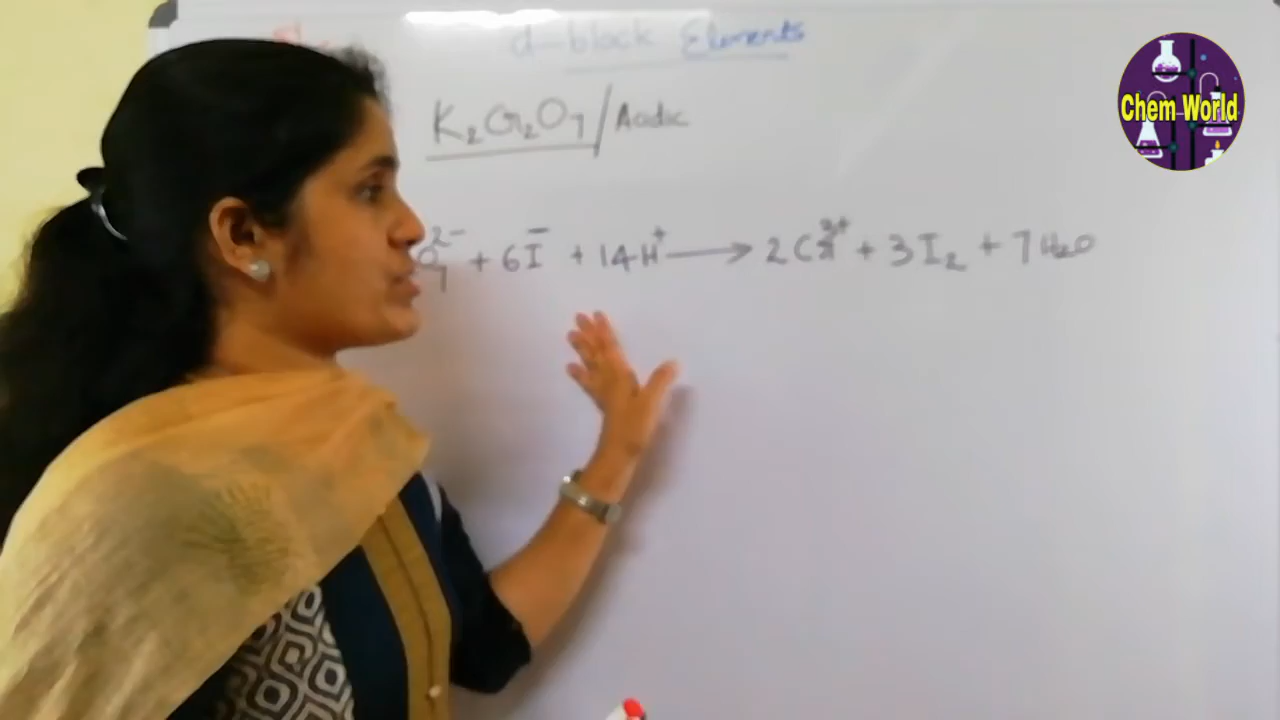 d-block Elements
K₂Cr₂O₇/Acidic
O₇²⁻ + 6I⁻ + 14H⁺ ⟶ 2Cr³⁺ + 3I₂ + 7H₂O
Chem World